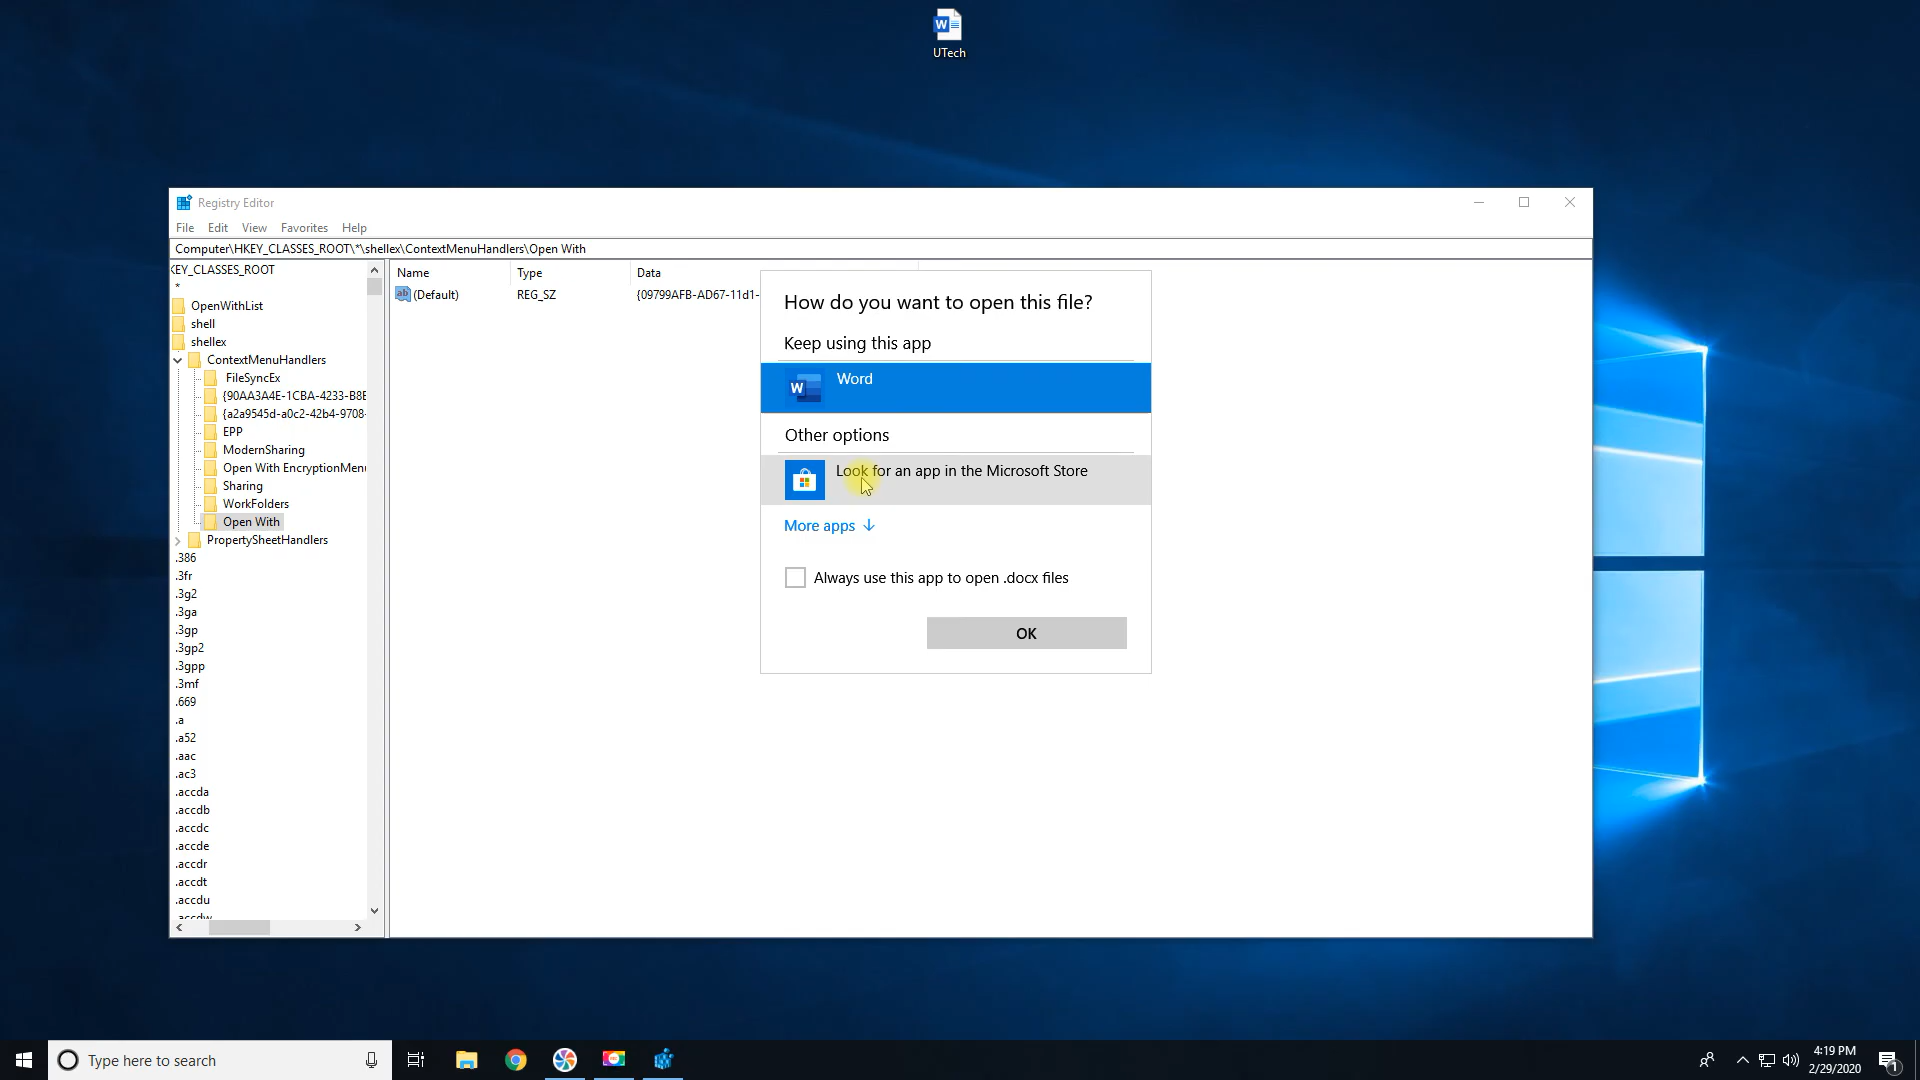 UTech
Registry Editor
File Edit View Favorites Help
Computer\HKEY_CLASSES_ROOT\*\shellex\ContextMenuHandlers\Open With
KEY_CLASSES_ROOT
*
OpenWithList
shell
shellex
ContextMenuHandlers
FileSyncEx
{90AA3A4E-1CBA-4233-B8E
{a2a9545d-a0c2-42b4-9708-
EPP
ModernSharing
Open With EncryptionMenu
Sharing
WorkFolders
Open With
PropertySheetHandlers
.386
.3fr
.3g2
.3ga
.3gp
.3gp2
.3gpp
.3mf
.669
.a
.a52
.aac
.ac3
.accda
.accdb
.accdc
.accde
.accdr
.accdt
.accdu
.accdw
Name Type Data
(Default) REG_SZ {09799AFB-AD67-11d1-
How do you want to open this file?
Keep using this app
Word
Other options
Look for an app in the Microsoft Store
More apps
Always use this app to open .docx files
OK
Type here to search
4:19 PM
2/29/2020
1